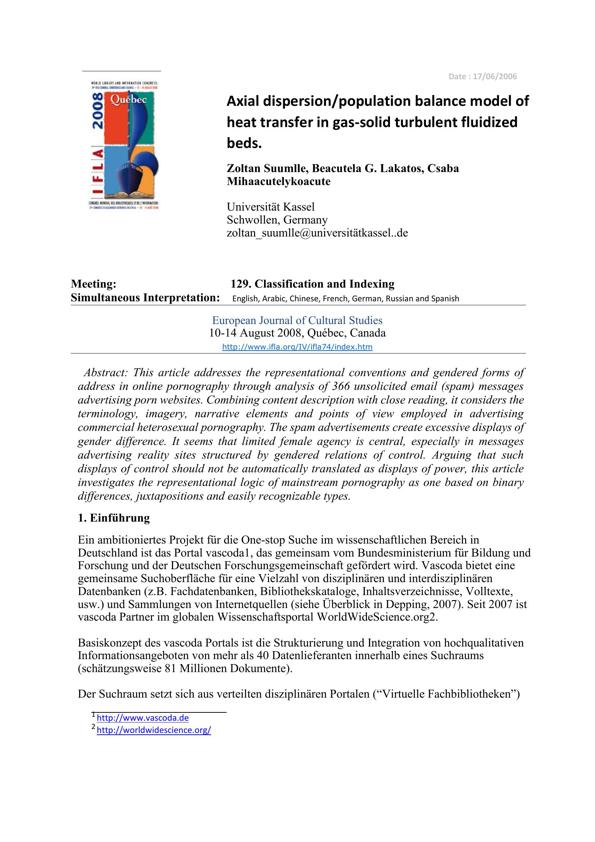 Date : 17/06/2006
WORLD LIBRARY AND INFORMATION CONGRESS:
IFLA 2008
Québec
Axial dispersion/population balance model of
heat transfer in gas-solid turbulent fluidized
beds.
Zoltan Suumlle, Beacutela G. Lakatos, Csaba
Mihaacutelykoacute
Universität Kassel
Schwollen, Germany
zoltan_suumlle@universitätkassel..de
Meeting: 129. Classification and Indexing
Simultaneous Interpretation: English, Arabic, Chinese, French, German, Russian and Spanish
European Journal of Cultural Studies
10-14 August 2008, Québec, Canada
http://www.ifla.org/IV/ifla74/index.htm
Abstract: This article addresses the representational conventions and gendered forms of
address in online pornography through analysis of 366 unsolicited email (spam) messages
advertising porn websites. Combining content description with close reading, it considers the
terminology, imagery, narrative elements and points of view employed in advertising
commercial heterosexual pornography. The spam advertisements create excessive displays of
gender difference. It seems that limited female agency is central, especially in messages
advertising reality sites structured by gendered relations of control. Arguing that such
displays of control should not be automatically translated as displays of power, this article
investigates the representational logic of mainstream pornography as one based on binary
differences, juxtapositions and easily recognizable types.
1. Einführung
Ein ambitioniertes Projekt für die One-stop Suche im wissenschaftlichen Bereich in
Deutschland ist das Portal vascoda1, das gemeinsam vom Bundesministerium für Bildung und
Forschung und der Deutschen Forschungsgemeinschaft gefördert wird. Vascoda bietet eine
gemeinsame Suchoberfläche für eine Vielzahl von disziplinären und interdisziplinären
Datenbanken (z.B. Fachdatenbanken, Bibliothekskataloge, Inhaltsverzeichnisse, Volltexte,
usw.) und Sammlungen von Internetquellen (siehe Überblick in Depping, 2007). Seit 2007 ist
vascoda Partner im globalen Wissenschaftsportal WorldWideScience.org2.
Basiskonzept des vascoda Portals ist die Strukturierung und Integration von hochqualitativen
Informationsangeboten von mehr als 40 Datenlieferanten innerhalb eines Suchraums
(schätzungsweise 81 Millionen Dokumente).
Der Suchraum setzt sich aus verteilten disziplinären Portalen (“Virtuelle Fachbibliotheken”)
1 http://www.vascoda.de
2 http://worldwidescience.org/